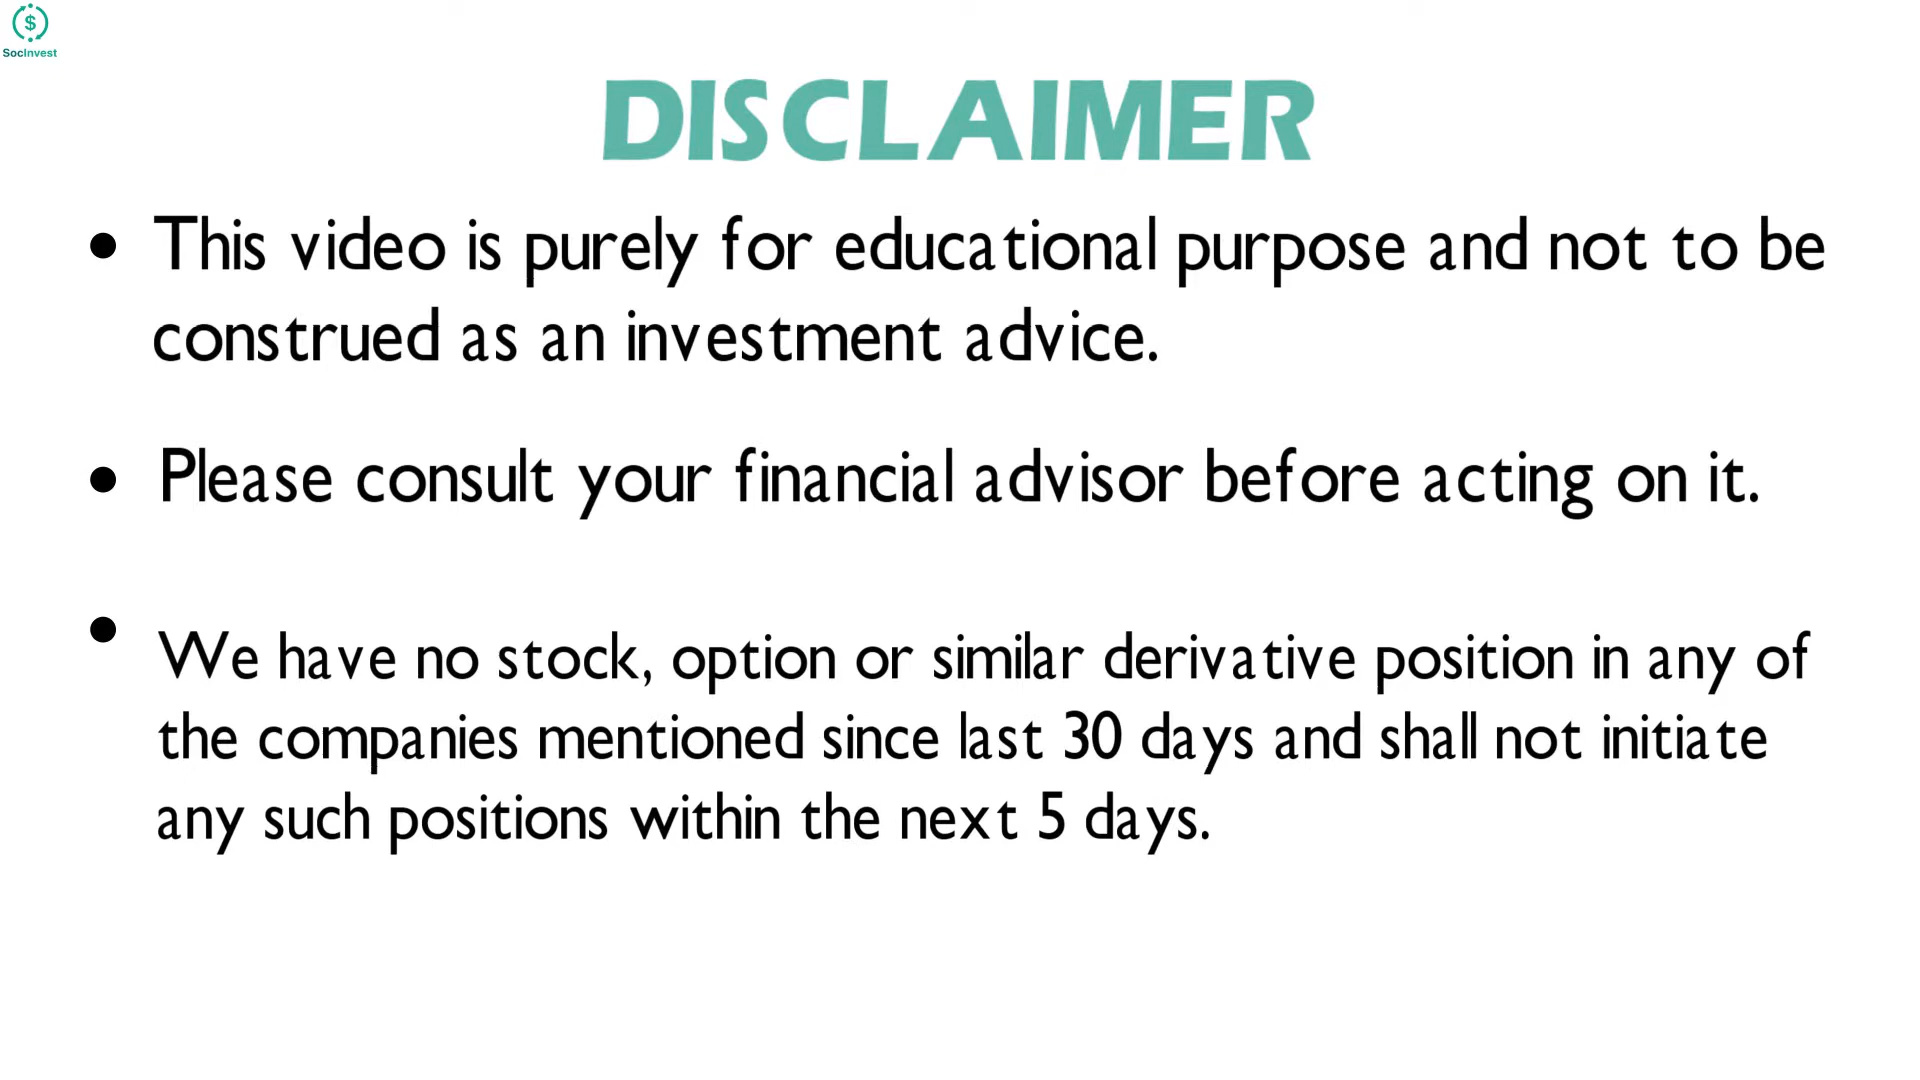 $
SocInvest
DISCLAIMER
• This video is purely for educational purpose and not to be
construed as an investment advice.
• Please consult your financial advisor before acting on it.
• We have no stock, option or similar derivative position in any of
the companies mentioned since last 30 days and shall not initiate
any such positions within the next 5 days.